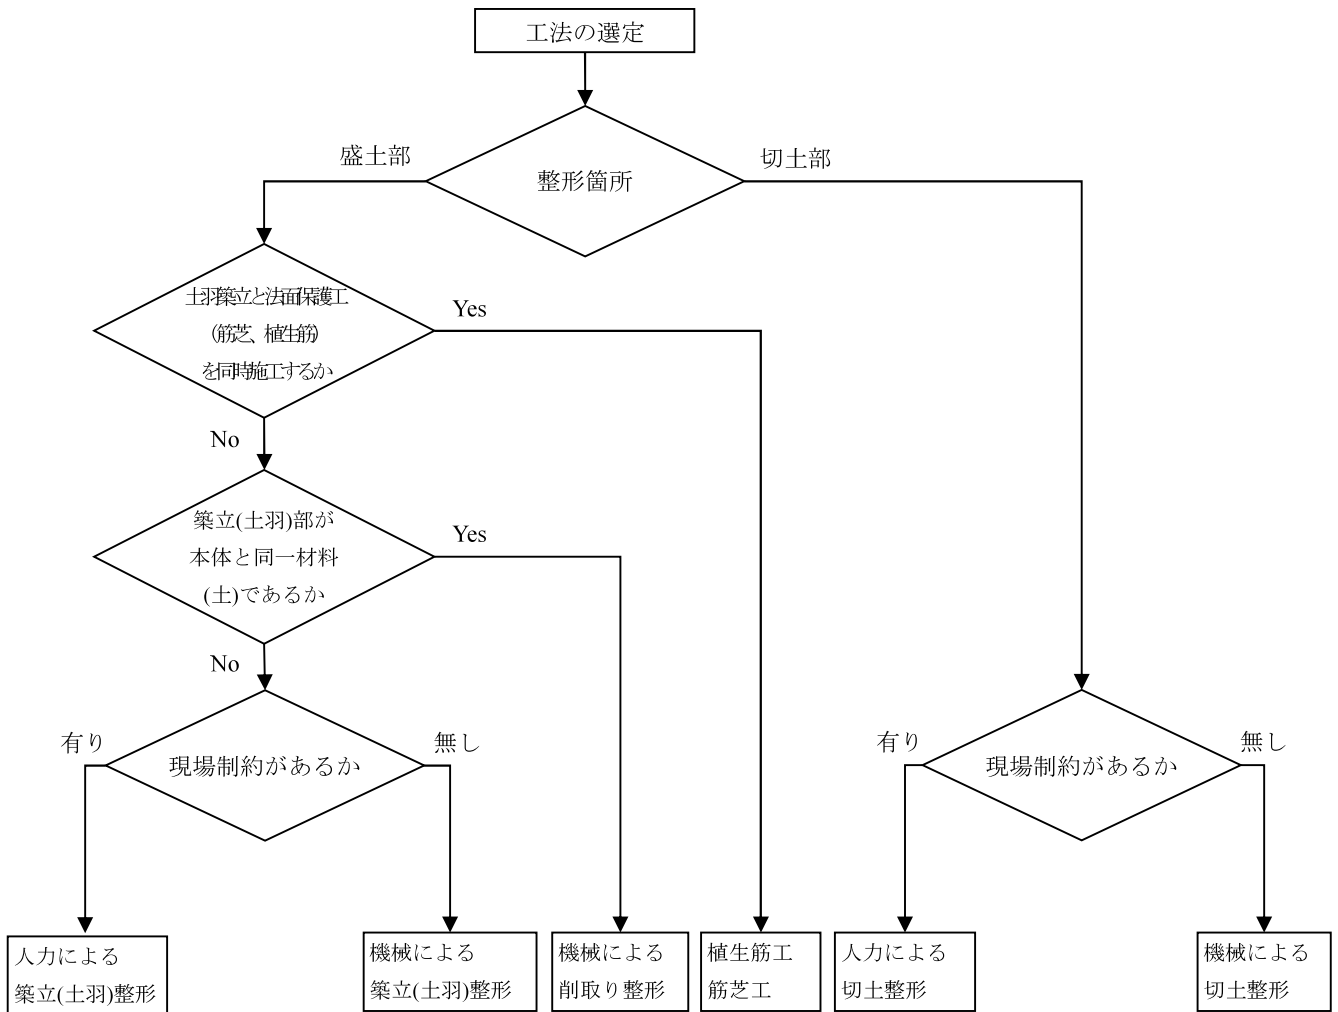 工法の選定
盛土部
整形箇所
切土部
土羽築立と法面保護工
(筋芝、植生筋)
を同時施工するか
Yes
No
築立(土羽)部が
本体と同一材料
(土)であるか
Yes
No
有り
現場制約があるか
無し
有り
現場制約があるか
無し
人力による
築立(土羽)整形
機械による
築立(土羽)整形
機械による
削取り整形
植生筋工
筋芝工
人力による
切土整形
機械による
切土整形